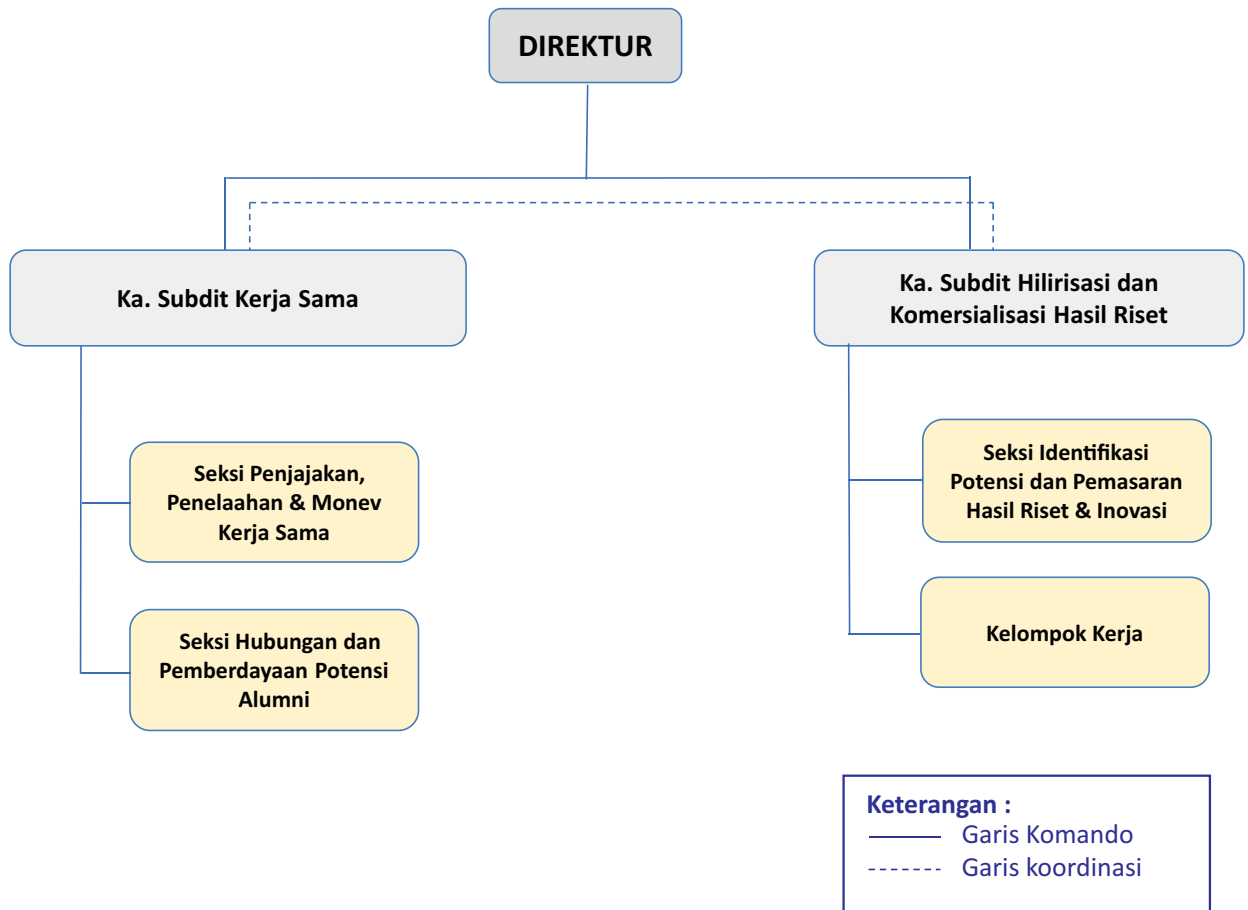 DIREKTUR
Ka. Subdit Kerja Sama
Ka. Subdit Hilirisasi dan
Komersialisasi Hasil Riset
Seksi Penjajakan,
Penelaahan & Monev
Kerja Sama
Seksi Hubungan dan
Pemberdayaan Potensi
Alumni
Seksi Identifikasi
Potensi dan Pemasaran
Hasil Riset & Inovasi
Kelompok Kerja
Keterangan :
Garis Komando
Garis koordinasi